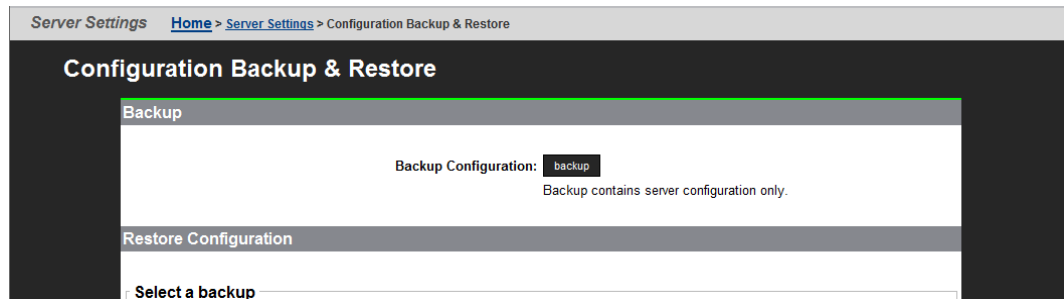 Server Settings Home > Server Settings > Configuration Backup & Restore
Configuration Backup & Restore
Backup
Backup Configuration: backup
Backup contains server configuration only.
Restore Configuration
Select a backup